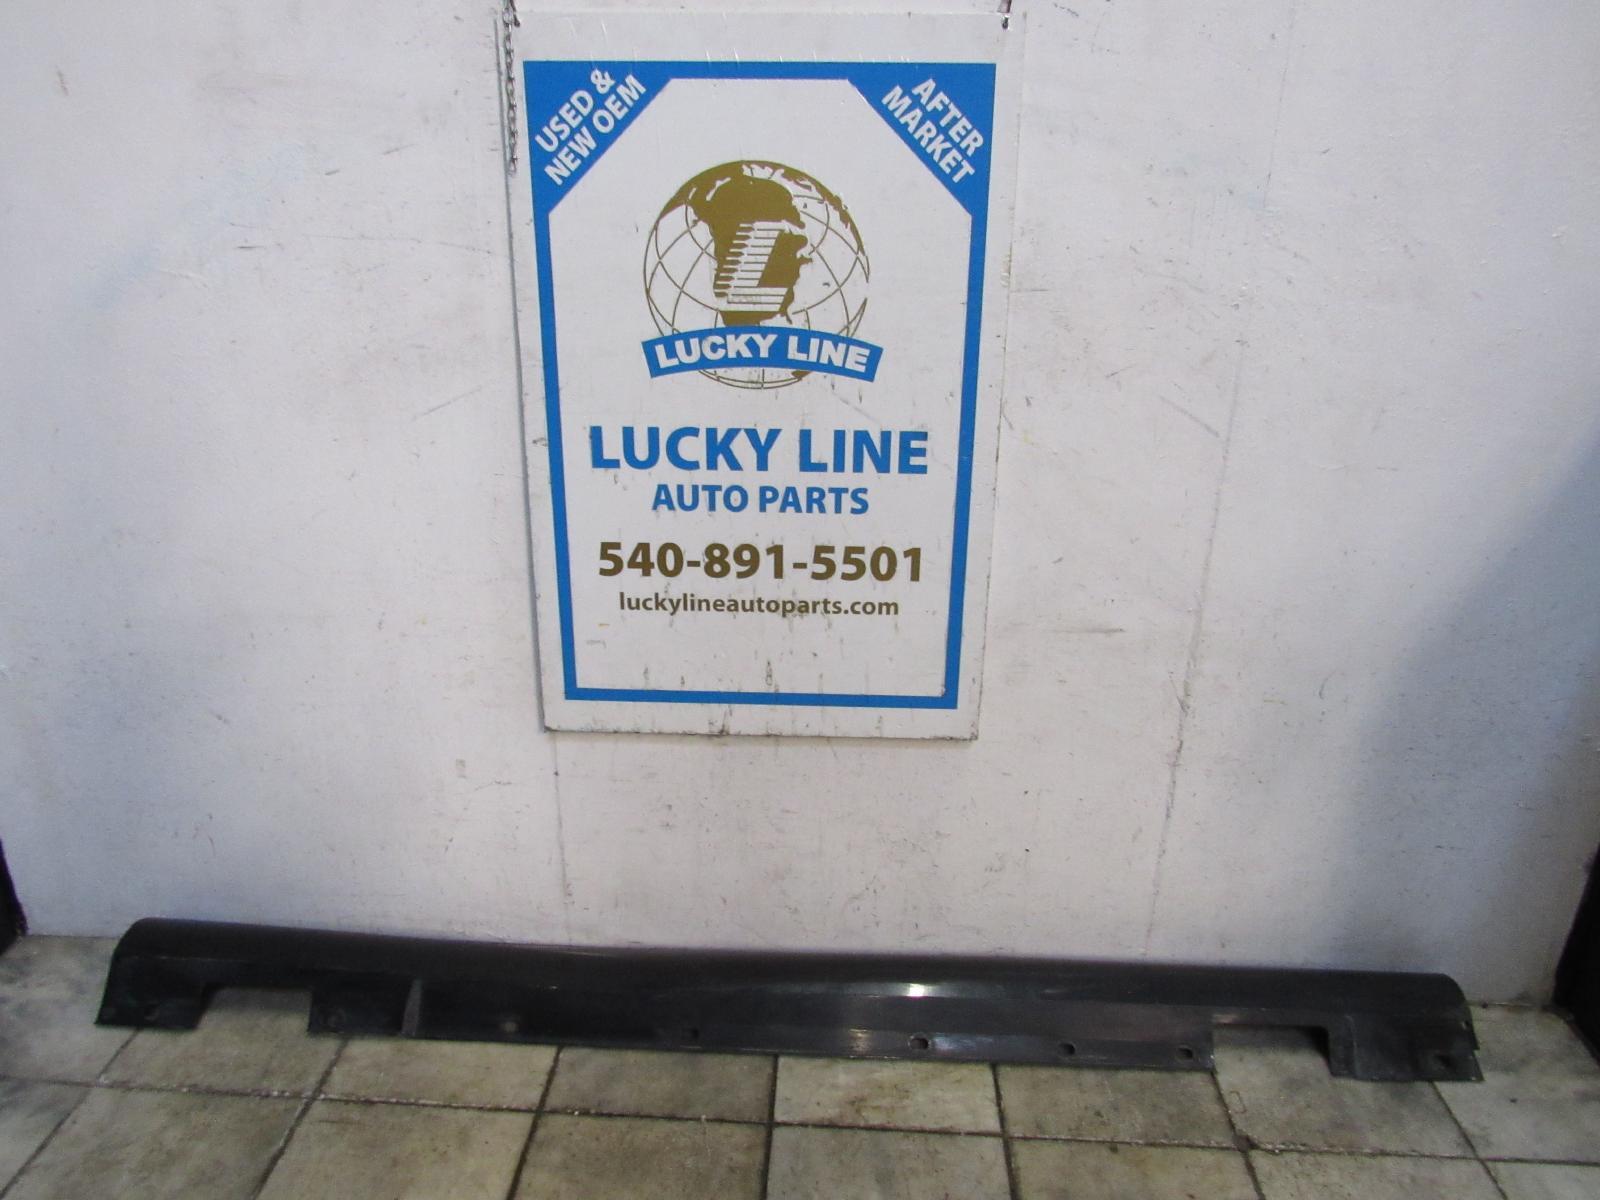 USED &
NEW OEM
AFTER
MARKET
L
LUCKY LINE
LUCKY LINE
AUTO PARTS
540-891-5501
luckylineautoparts.com